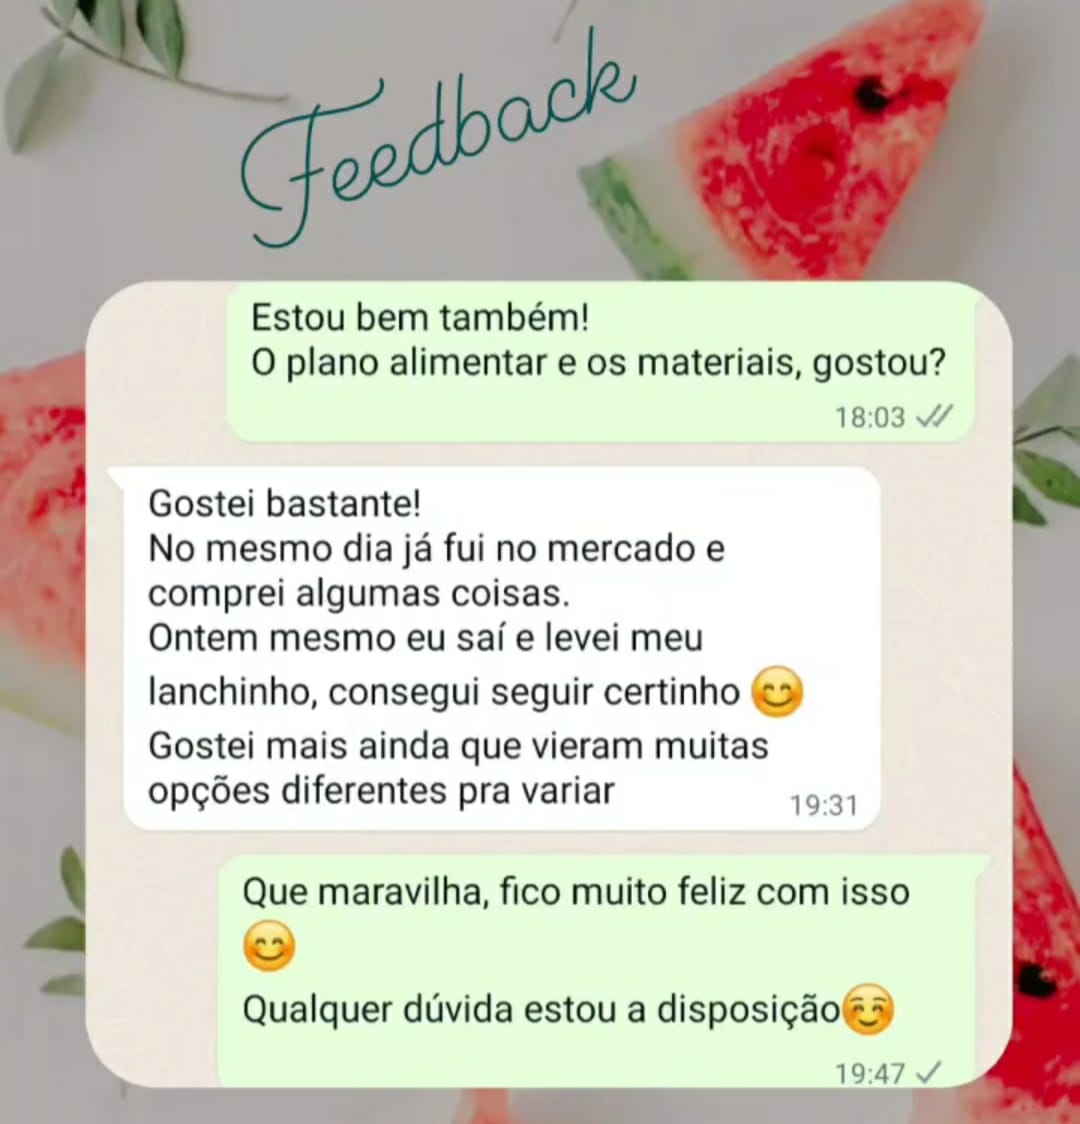 Feedback
Estou bem também!
O plano alimentar e os materiais, gostou?
18:03
Gostei bastante!
No mesmo dia já fui no mercado e
comprei algumas coisas.
Ontem mesmo eu saí e levei meu
lanchinho, consegui seguir certinho 😊
Gostei mais ainda que vieram muitas
opções diferentes pra variar
19:31
Que maravilha, fico muito feliz com isso
😊
Qualquer dúvida estou a disposição☺️
19:47